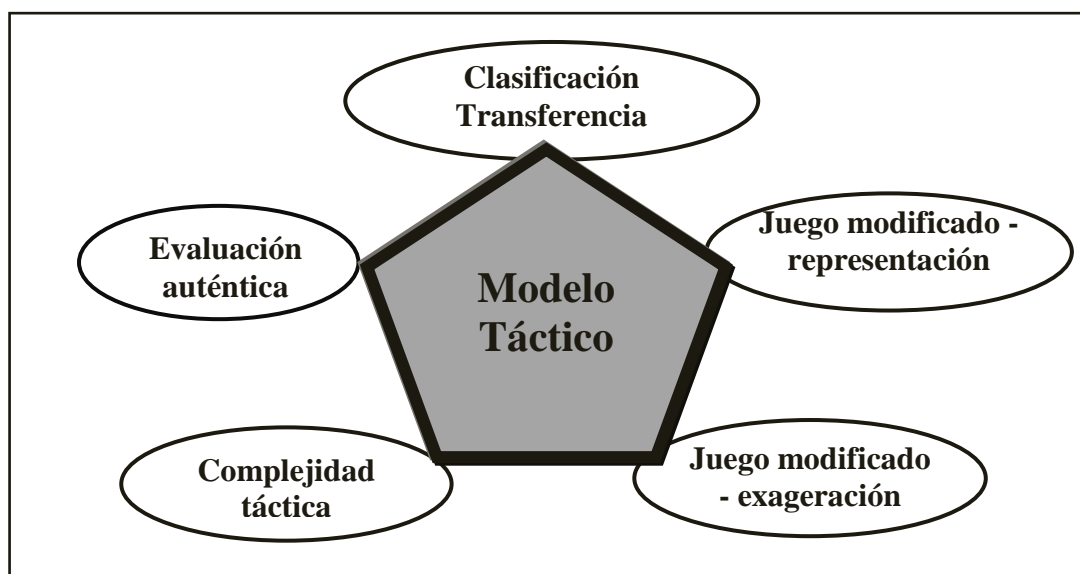 Clasificación
Transferencia
Evaluación
auténtica
Juego modificado -
representación
Modelo
Táctico
Complejidad
táctica
Juego modificado
- exageración